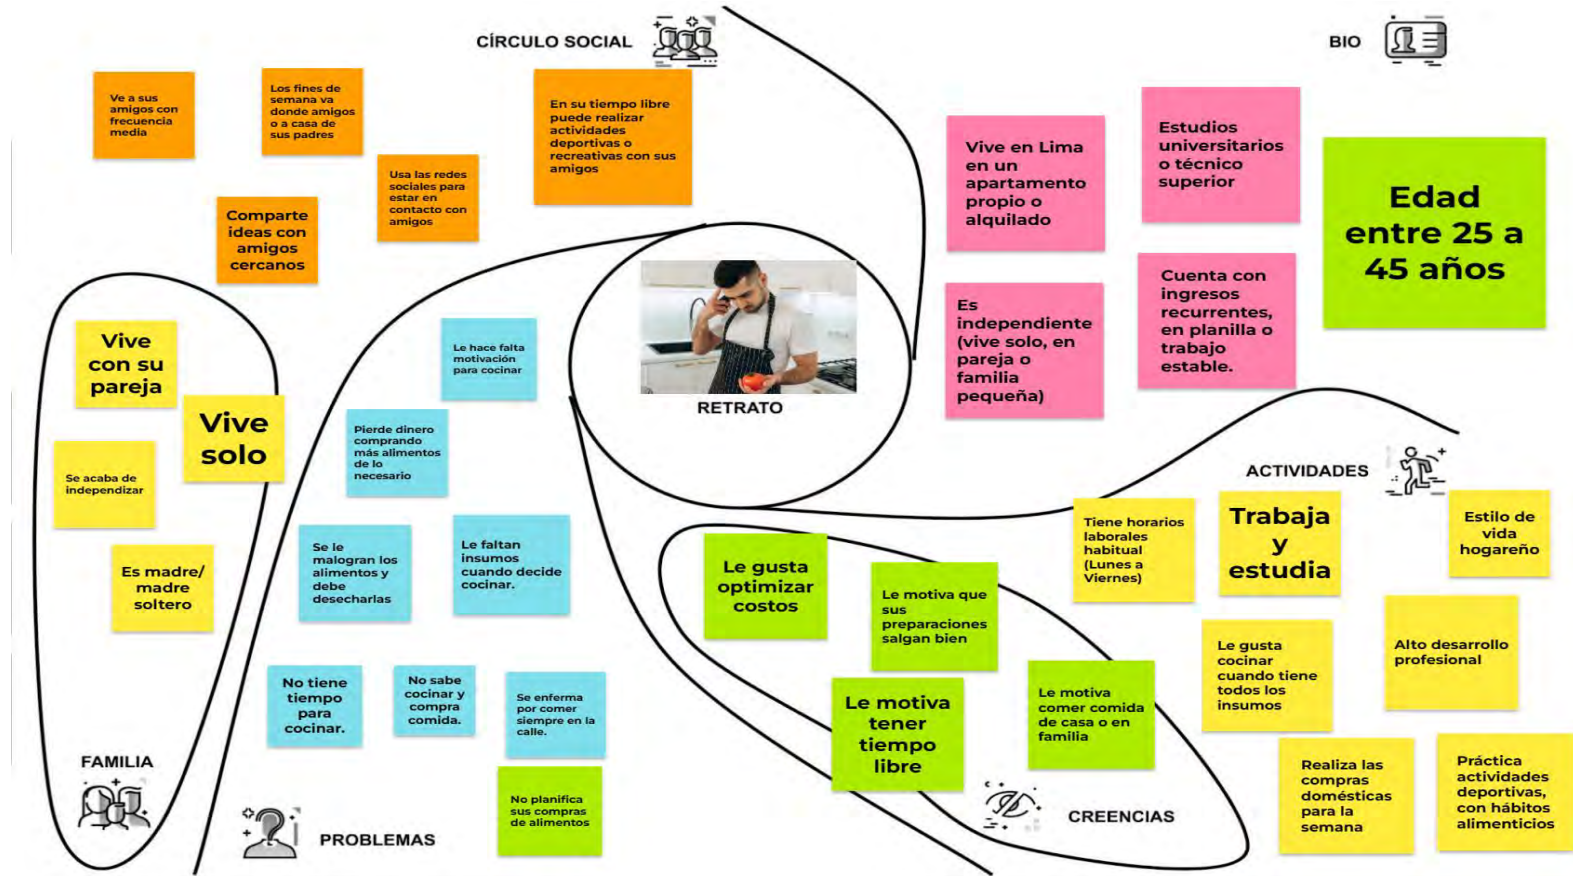 CÍRCULO SOCIAL
Ve a sus
amigos con
frecuencia
media
Los fines de
semana va
donde amigos
o a casa de
sus padres
En su tiempo libre
puede realizar
actividades
deportivas o
recreativas con sus
amigos
Usa las redes
sociales para
estar en
contacto con
amigos
Comparte
ideas con
amigos
cercanos
BIO
Vive en Lima
en un
apartamento
propio o
alquilado
Estudios
universitarios
o técnico
superior
Edad
entre 25 a
45 años
Es
independiente
(vive solo, en
pareja o
familia
pequeña)
Cuenta con
ingresos
recurrentes,
en planilla o
trabajo
estable.
RETRATO
Vive
con su
pareja
Vive
solo
Se acaba de
independizar
Es madre/
madre
soltero
FAMILIA
Le hace falta
motivación
para cocinar
Pierde dinero
comprando
más alimentos
de lo
necesario
Se le
malogran los
alimentos y
debe
desecharlas
Le faltan
insumos
cuando decide
cocinar.
No tiene
tiempo
para
cocinar.
No sabe
cocinar y
compra
comida.
Se enferma
por comer
siempre en la
calle.
No planifica
sus compras
de alimentos
PROBLEMAS
Le gusta
optimizar
costos
Le motiva que
sus
preparaciones
salgan bien
Le motiva
tener
tiempo
libre
Le motiva
comer comida
de casa o en
familia
CREENCIAS
ACTIVIDADES
Tiene horarios
laborales
habitual
(Lunes a
Viernes)
Trabaja
y
estudia
Estilo de
vida
hogareño
Le gusta
cocinar
cuando tiene
todos los
insumos
Alto desarrollo
profesional
Realiza las
compras
domésticas
para la
semana
Práctica
actividades
deportivas,
con hábitos
alimenticios